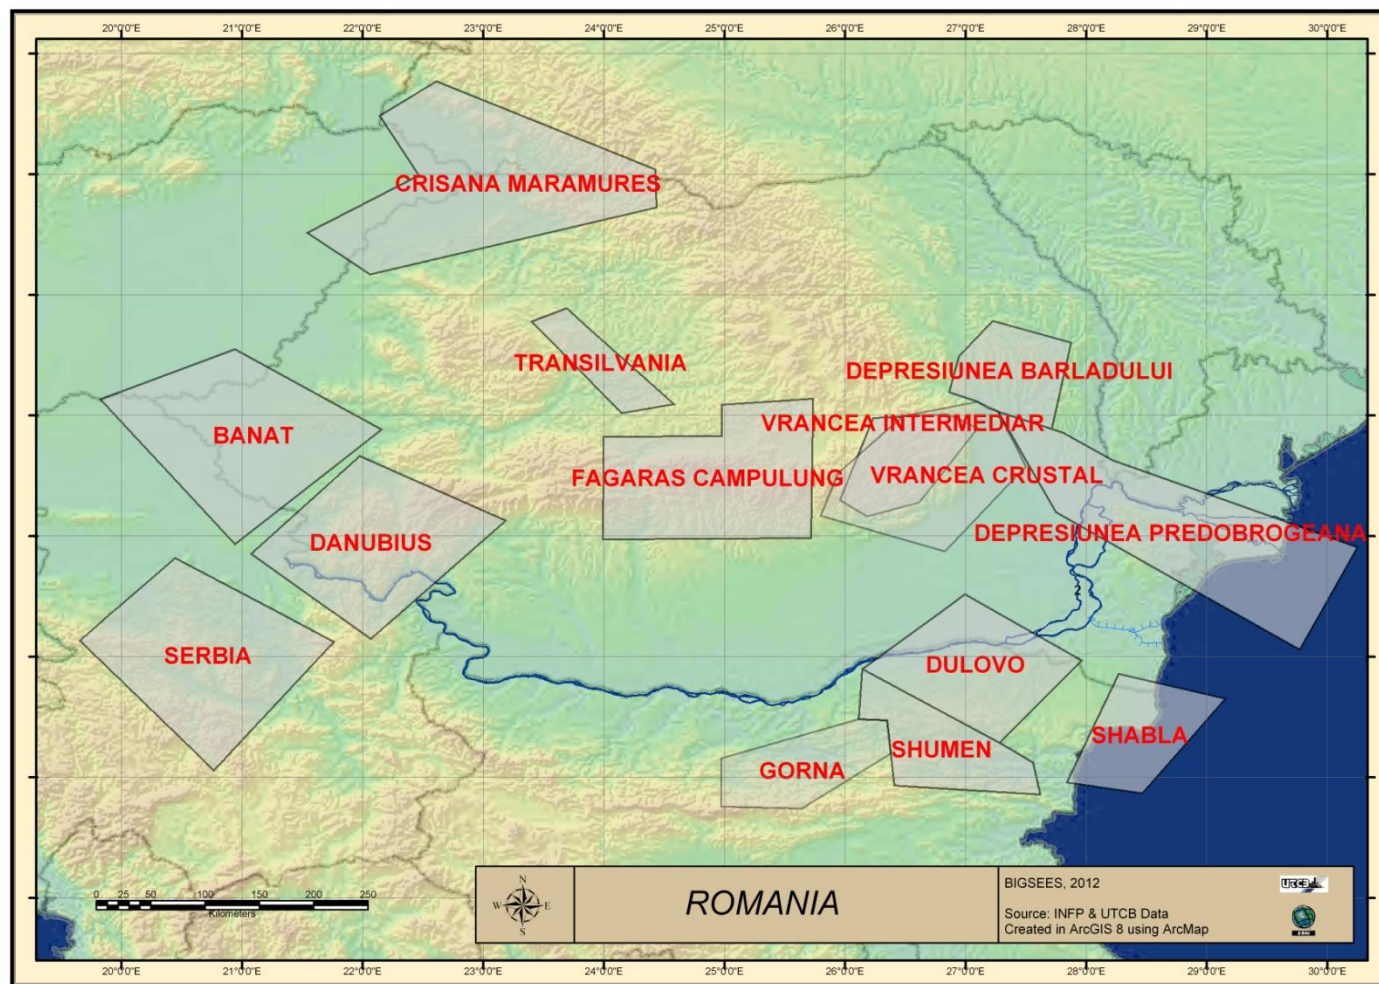 20°0'0"E 21°0'0"E 22°0'0"E 23°0'0"E 24°0'0"E 25°0'0"E 26°0'0"E 27°0'0"E 28°0'0"E 29°0'0"E 30°0'0"E
CRISANA MARAMURES
TRANSILVANIA
DEPRESIUNEA BARLADULUI
BANAT
VRANCEA INTERMEDIAR
FAGARAS CAMPULUNG
VRANCEA CRUSTAL
DANUBIUS
DEPRESIUNEA PREDOBROGEANA
2
SERBIA
DULOVO
SHABLA
SHUMEN
GORNA
0 25 50 100 150 200 250
Kilometers
N
W E
S
ROMANIA
BIGSEES, 2012
UTCB
Source: INFP & UTCB Data
Created in ArcGIS 8 using ArcMap
20°0'0"E 21°0'0"E 22°0'0"E 23°0'0"E 24°0'0"E 25°0'0"E 26°0'0"E 27°0'0"E 28°0'0"E 29°0'0"E 30°0'0"E